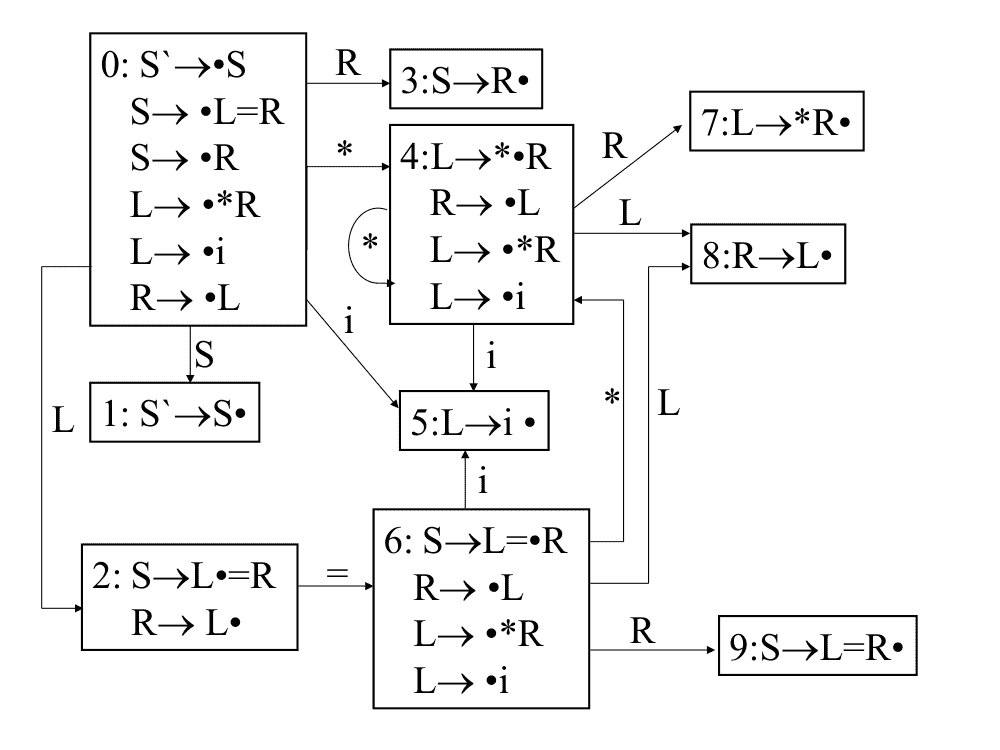 0: S`→•S
S→ •L=R
S→ •R
L→ •*R
L→ •i
R→ •L
R
3:S→R•
*
4:L→*•R
R→ •L
L→ •*R
L→ •i
*
R
7:L→*R•
L
8:R→L•
i
i
S
1: S`→S•
L
5:L→i •
*
L
i
2: S→L•=R
R→ L•
=
6: S→L=•R
R→ •L
L→ •*R
L→ •i
R
9:S→L=R•